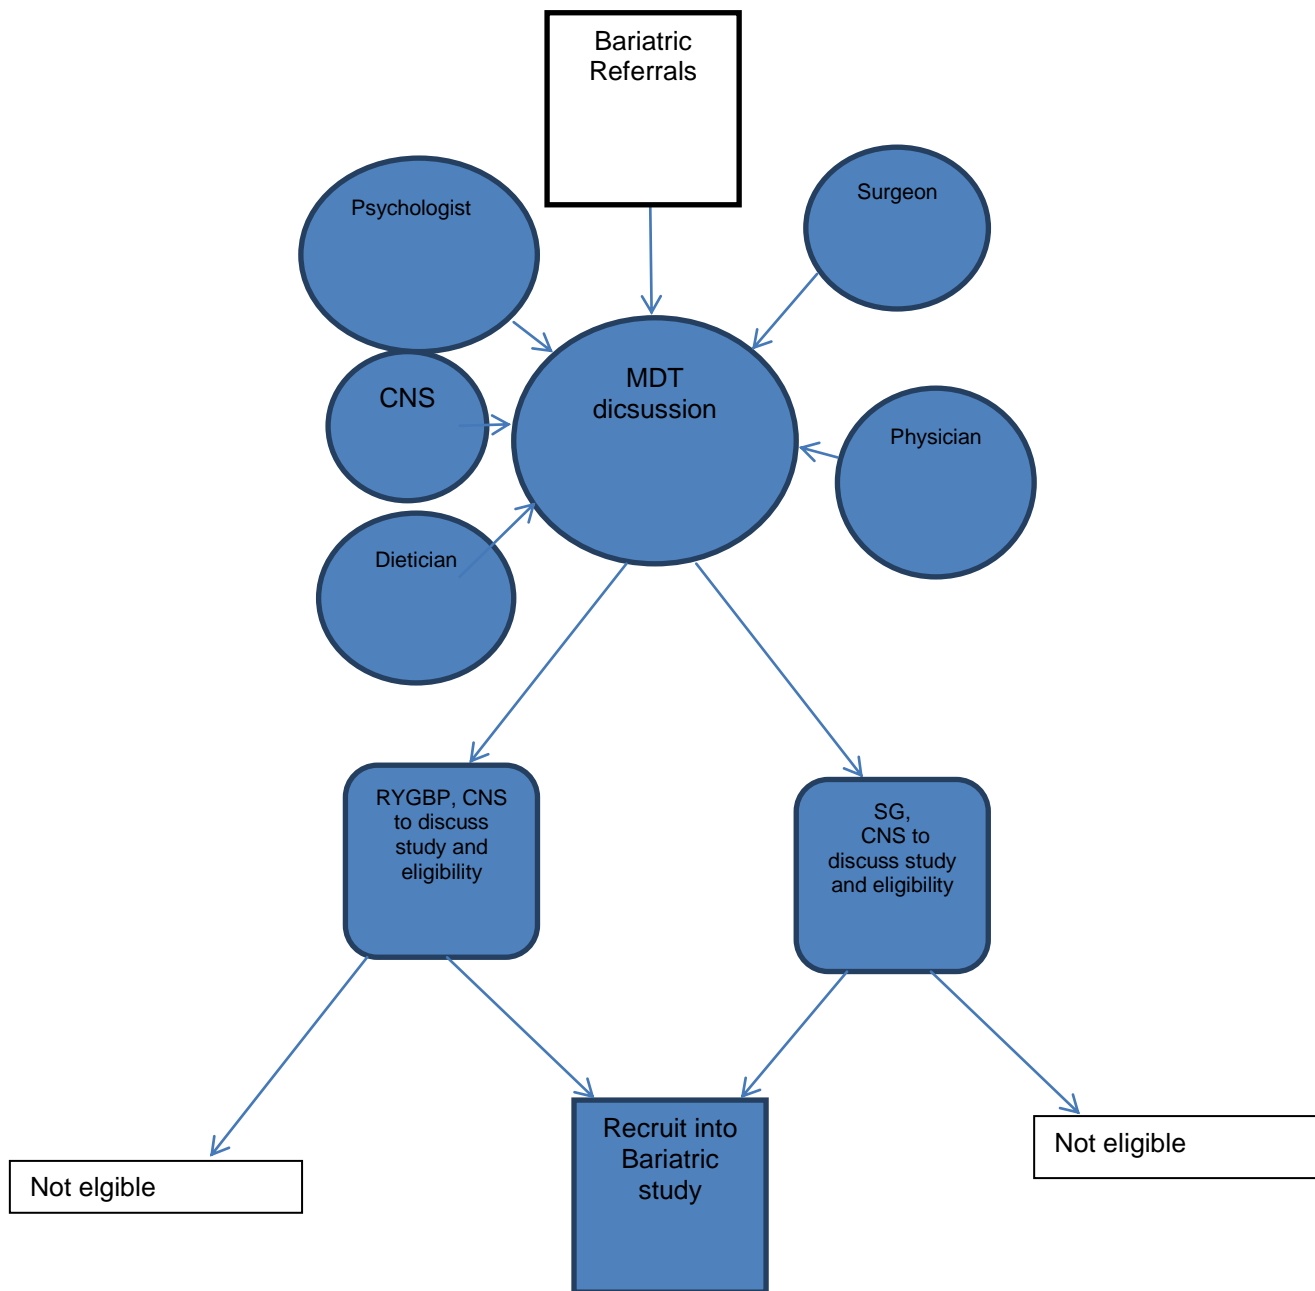 Bariatric
Referrals
Psychologist
Surgeon
CNS
MDT
dicsussion
Physician
Dietician
RYGBP, CNS
to discuss
study and
eligibility
SG,
CNS to
discuss study
and eligibility
Not elgible
Recruit into
Bariatric
study
Not eligible